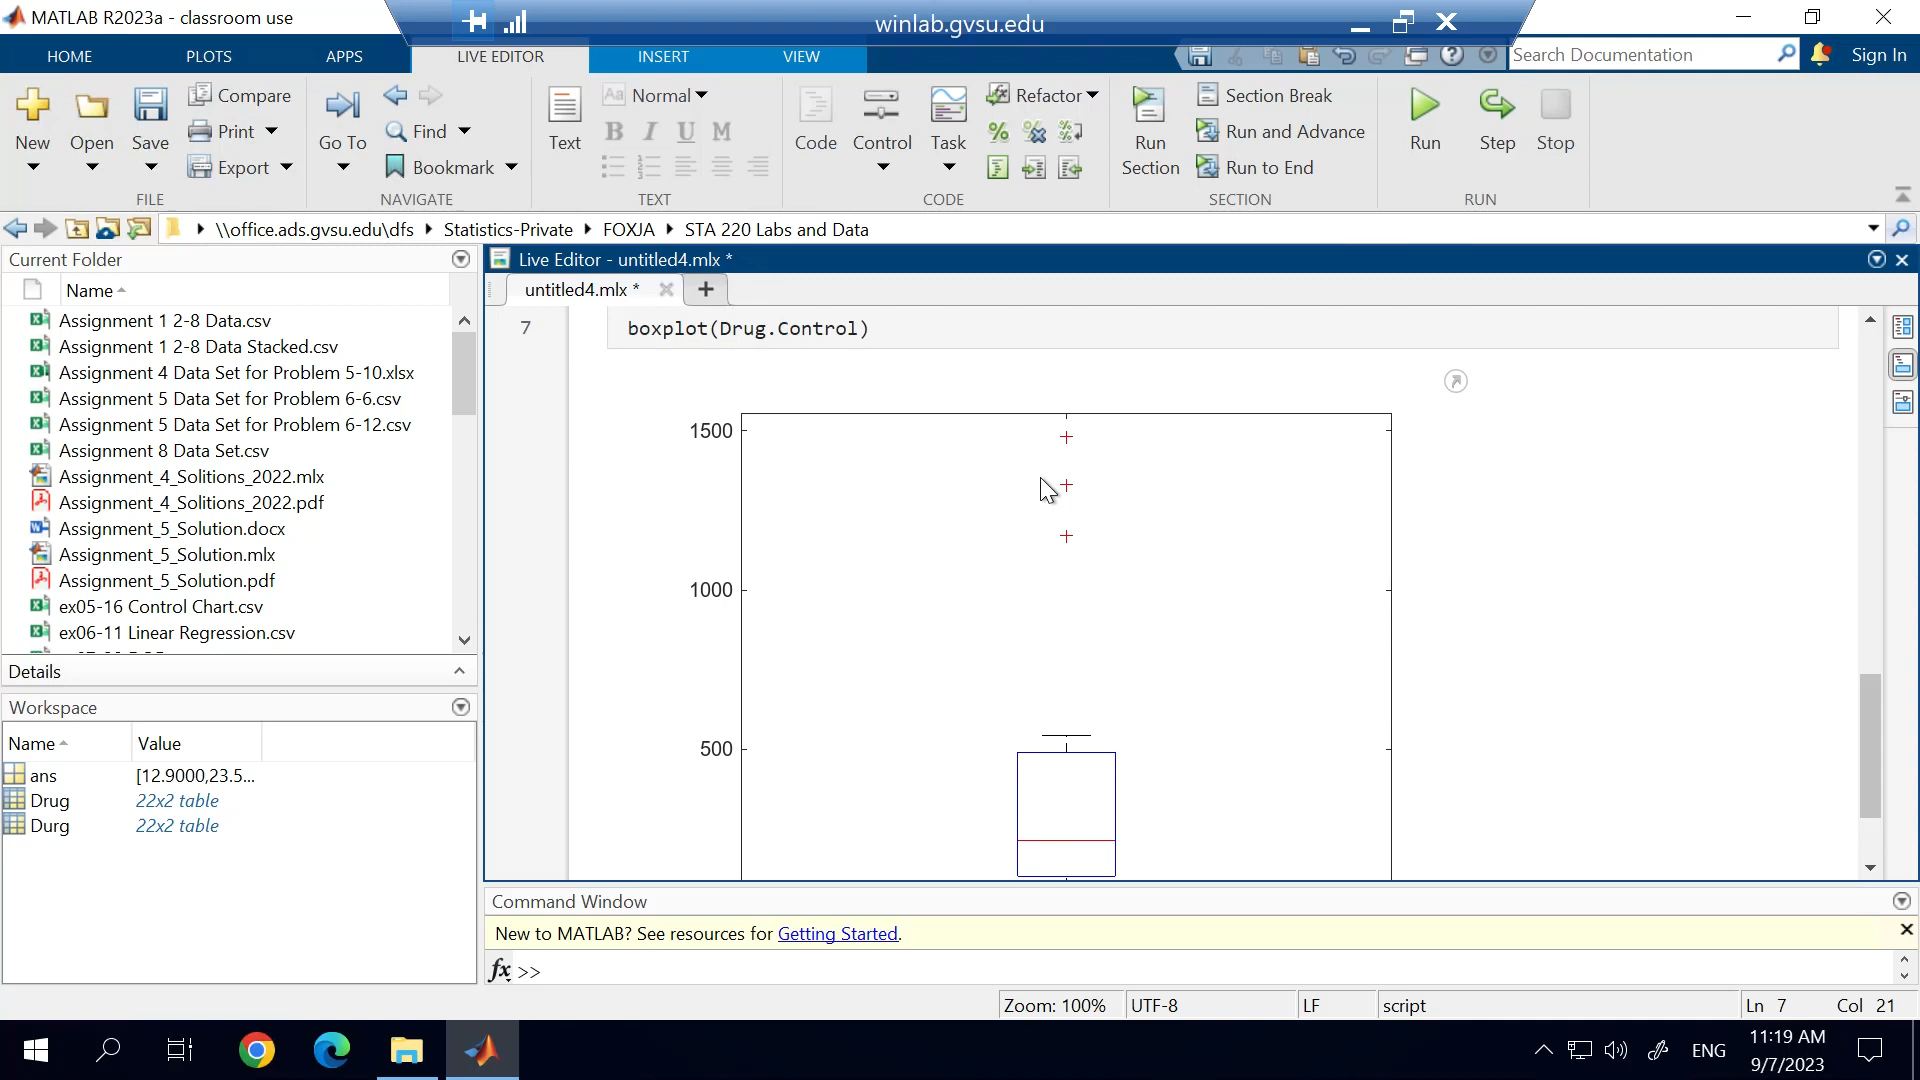 MATLAB R2023a - classroom use
winlab.gvsu.edu
HOME PLOTS APPS LIVE EDITOR INSERT VIEW
Search Documentation
Sign In
New
Open
Save
Compare
Print
Export
FILE
Go To
Find
Bookmark
NAVIGATE
Text
Aa Normal
B I U M
TEXT
Code
Control
Task
Refactor
CODE
Run Section
Section Break
Run and Advance
Run to End
SECTION
Run
Step
Stop
RUN
\\office.ads.gvsu.edu\dfs Statistics-Private FOXJA STA 220 Labs and Data
Current Folder
Name
Assignment 1 2-8 Data.csv
Assignment 1 2-8 Data Stacked.csv
Assignment 4 Data Set for Problem 5-10.xlsx
Assignment 5 Data Set for Problem 6-6.csv
Assignment 5 Data Set for Problem 6-12.csv
Assignment 8 Data Set.csv
Assignment_4_Solitions_2022.mlx
Assignment_4_Solitions_2022.pdf
Assignment_5_Solution.docx
Assignment_5_Solution.mlx
Assignment_5_Solution.pdf
ex05-16 Control Chart.csv
ex06-11 Linear Regression.csv
Details
Workspace
Name Value
ans [12.9000,23.5...
Drug 22x2 table
Durg 22x2 table
Live Editor - untitled4.mlx *
untitled4.mlx *
7 boxplot(Drug.Control)
1500
1000
500
Command Window
New to MATLAB? See resources for Getting Started.
fx >>
Zoom: 100% UTF-8 LF script Ln 7 Col 21
ENG
11:19 AM
9/7/2023